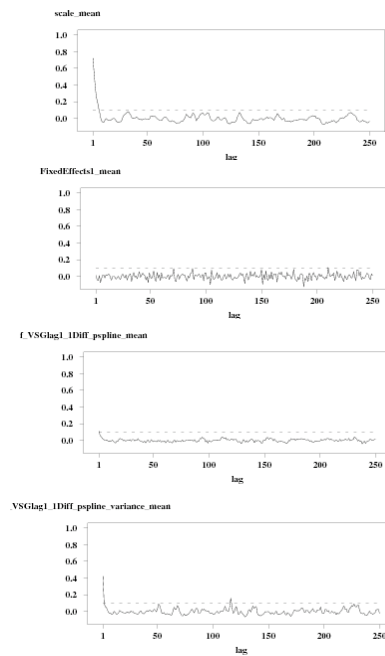 scale_mean
1.0
0.8
0.6
0.4
0.2
0.0
1 50 100 150 200 250
lag
FixedEffects1_mean
1.0
0.8
0.6
0.4
0.2
0.0
1 50 100 150 200 250
lag
f_VSGlag1_1Diff_pspline_mean
1.0
0.8
0.6
0.4
0.2
0.0
1 50 100 150 200 250
lag
_VSGlag1_1Diff_pspline_variance_mean
1.0
0.8
0.6
0.4
0.2
0.0
1 50 100 150 200 250
lag